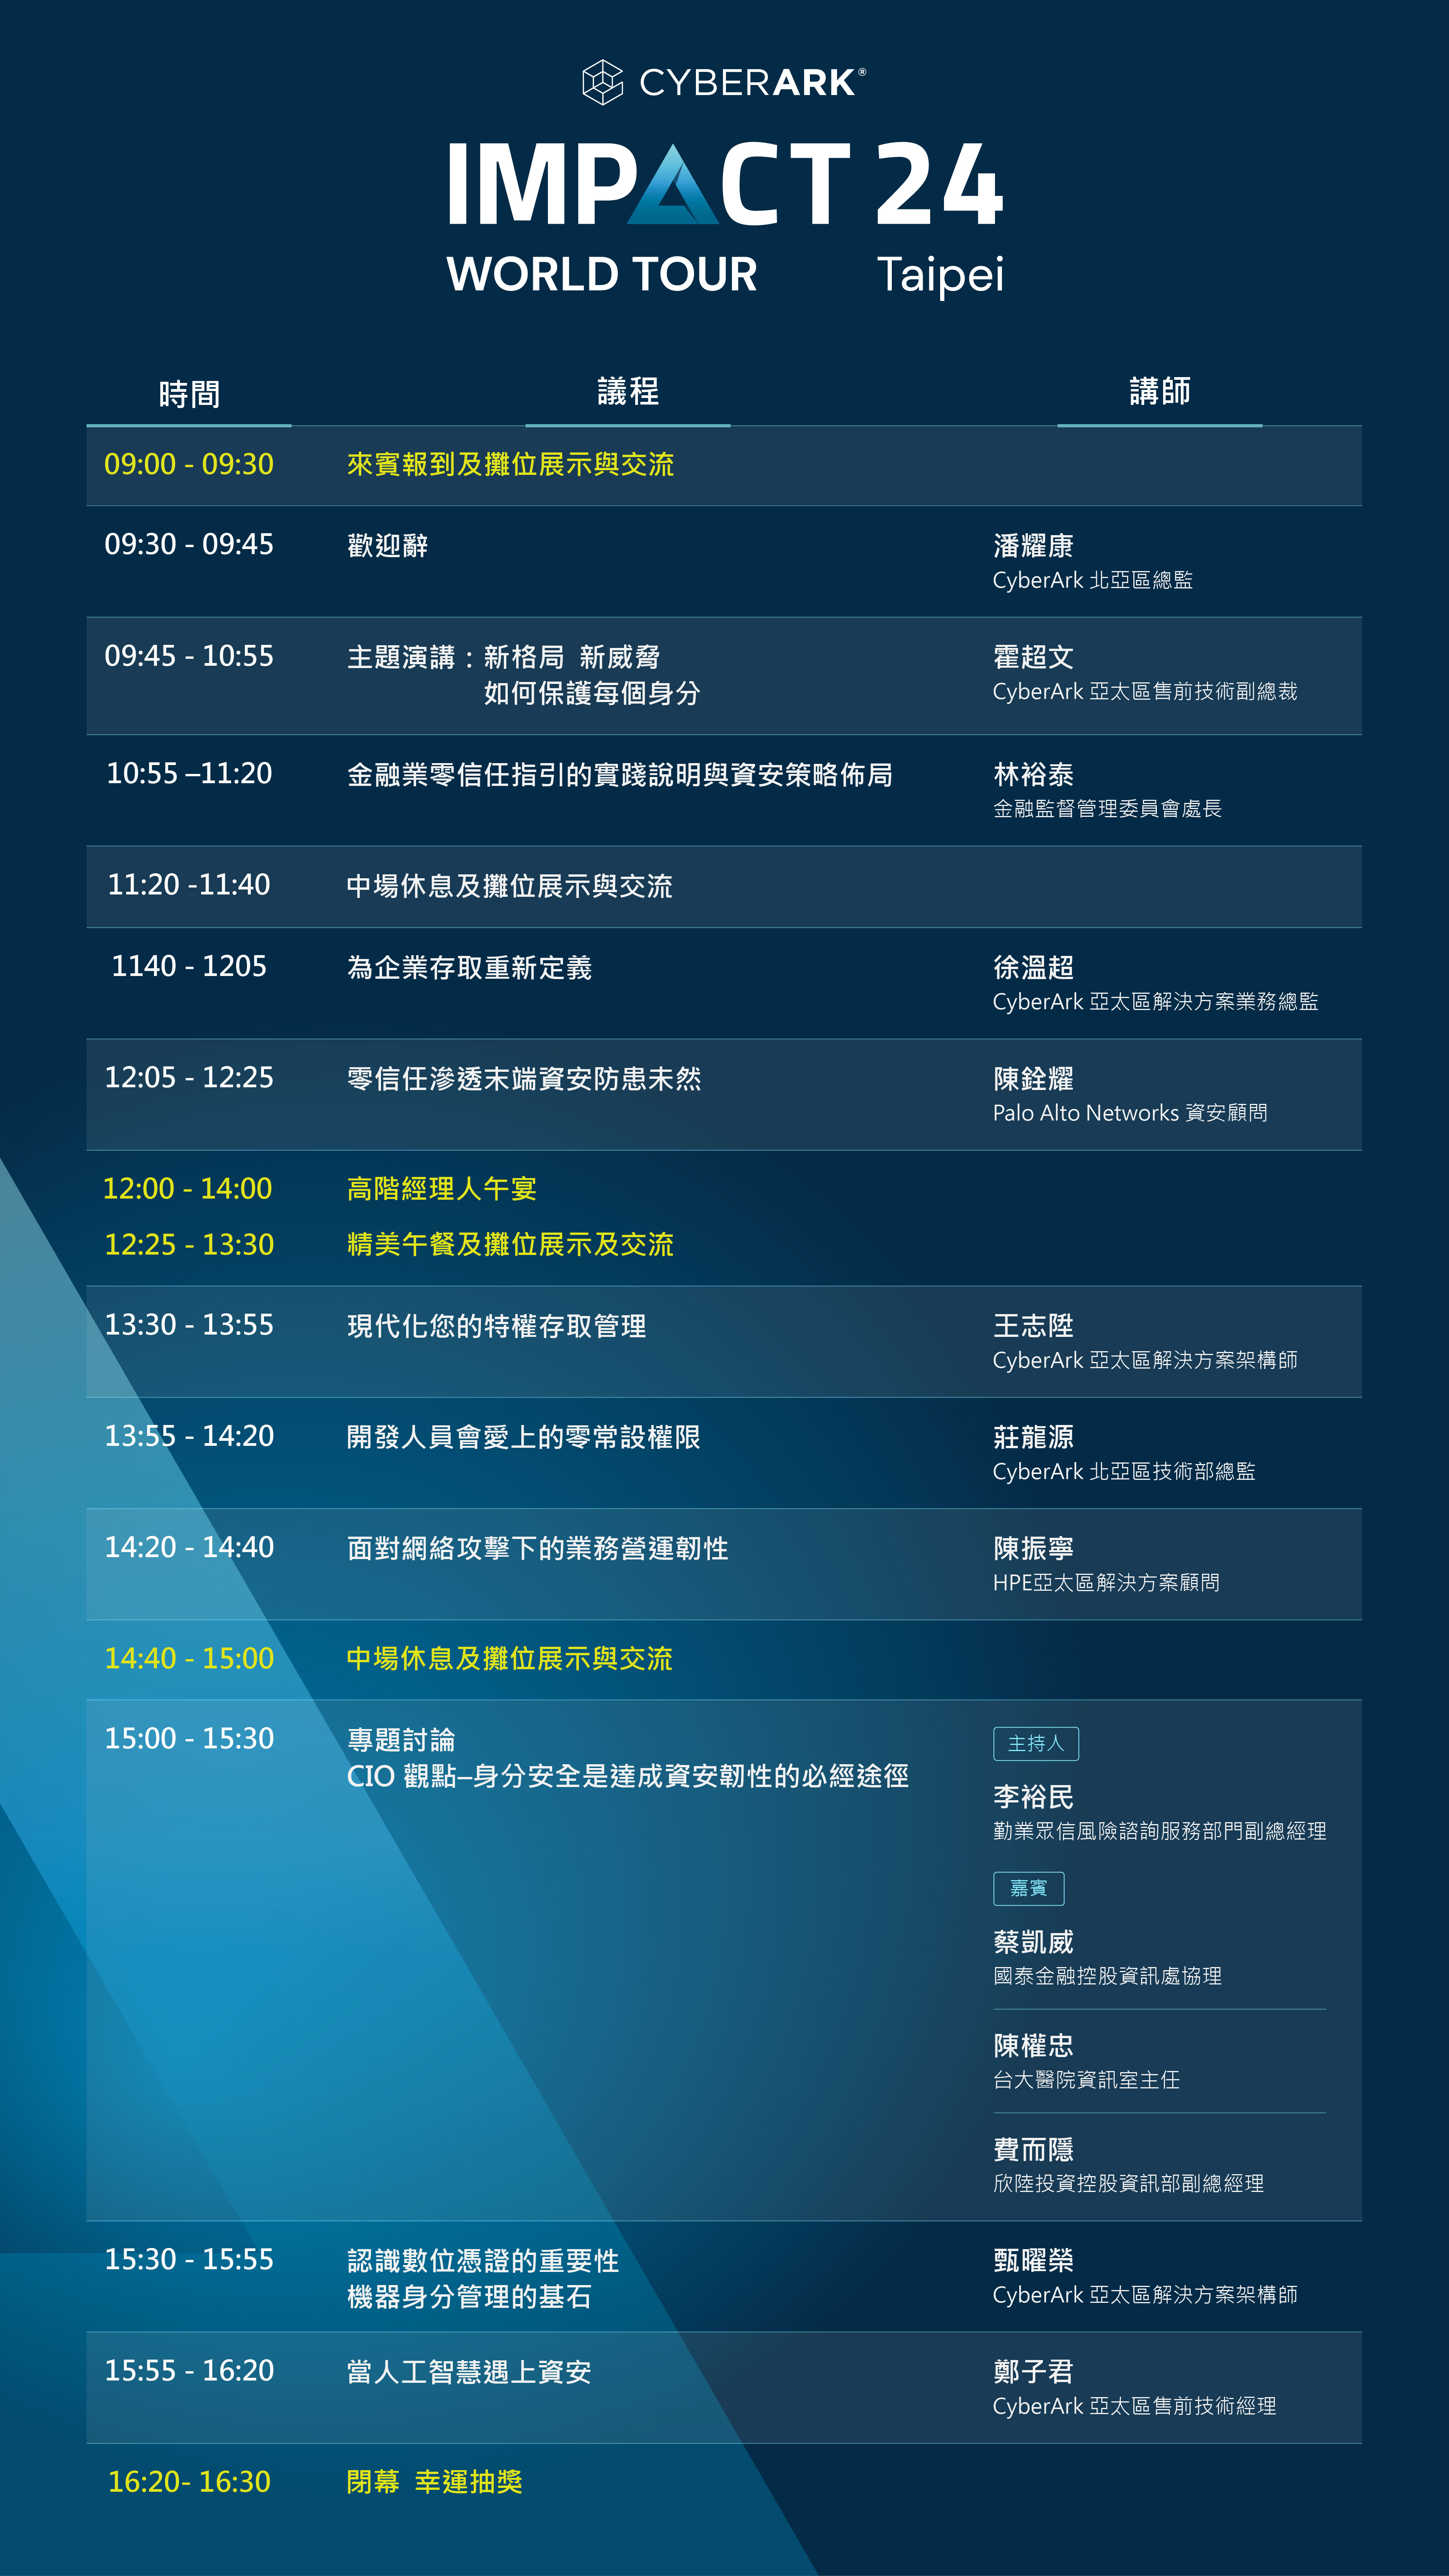 CYBERARK®
IMPACT 24
WORLD TOUR Taipei
時間 議程 講師
09:00 - 09:30 來賓報到及攤位展示與交流
09:30 - 09:45 歡迎辭 潘耀康
CyberArk 北亞區總監
09:45 - 10:55 主題演講：新格局 新威脅 霍超文
如何保護每個身分 CyberArk 亞太區售前技術副總裁
10:55 –11:20 金融業零信任指引的實踐說明與資安策略佈局 林裕泰
金融監督管理委員會處長
11:20 -11:40 中場休息及攤位展示與交流
1140 - 1205 為企業存取重新定義 徐溫超
CyberArk 亞太區解決方案業務總監
12:05 - 12:25 零信任滲透末端資安防患未然 陳銓耀
Palo Alto Networks 資安顧問
12:00 - 14:00 高階經理人午宴
12:25 - 13:30 精美午餐及攤位展示及交流
13:30 - 13:55 現代化您的特權存取管理 王志陞
CyberArk 亞太區解決方案架構師
13:55 - 14:20 開發人員會愛上的零常設權限 莊龍源
CyberArk 北亞區技術部總監
14:20 - 14:40 面對網絡攻擊下的業務營運韌性 陳振寧
HPE亞太區解決方案顧問
14:40 - 15:00 中場休息及攤位展示與交流
15:00 - 15:30 專題討論 主持人
CIO 觀點–身分安全是達成資安韌性的必經途徑
李裕民
勤業眾信風險諮詢服務部門副總經理
嘉賓
蔡凱威
國泰金融控股資訊處協理
陳權忠
台大醫院資訊室主任
費而隱
欣陸投資控股資訊部副總經理
15:30 - 15:55 認識數位憑證的重要性 甄曜榮
機器身分管理的基石 CyberArk 亞太區解決方案架構師
15:55 - 16:20 當人工智慧遇上資安 鄭子君
CyberArk 亞太區售前技術經理
16:20- 16:30 閉幕 幸運抽獎